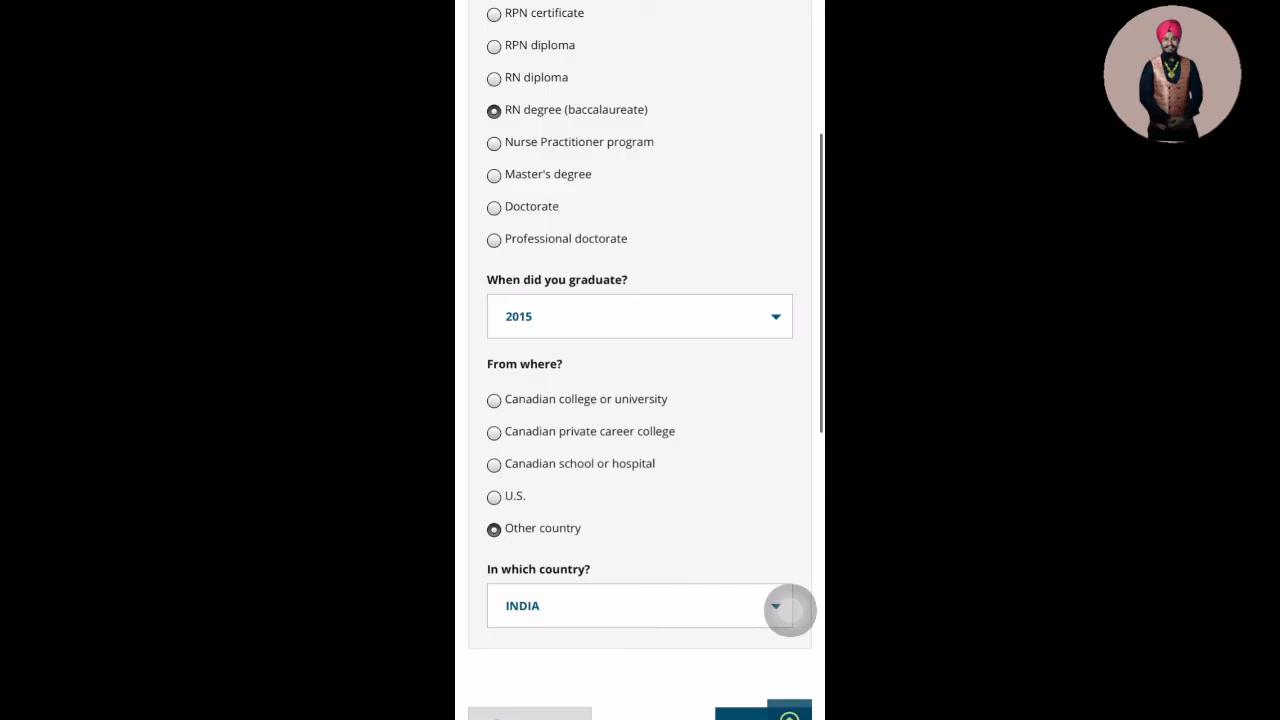 RPN certificate
RPN diploma
RN diploma
RN degree (baccalaureate)
Nurse Practitioner program
Master's degree
Doctorate
Professional doctorate
When did you graduate?
2015
From where?
Canadian college or university
Canadian private career college
Canadian school or hospital
U.S.
Other country
In which country?
INDIA